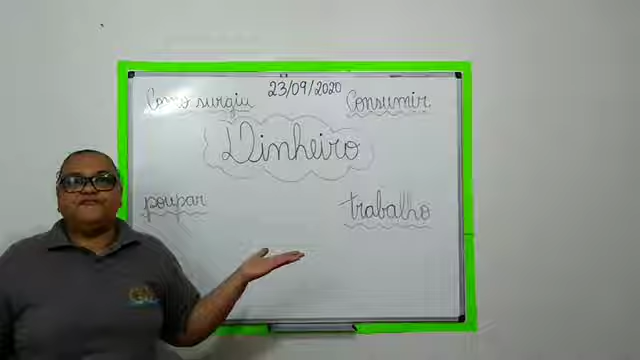 23/09/2020
Como surgiu
Consumir
Dinheiro
poupar
trabalho